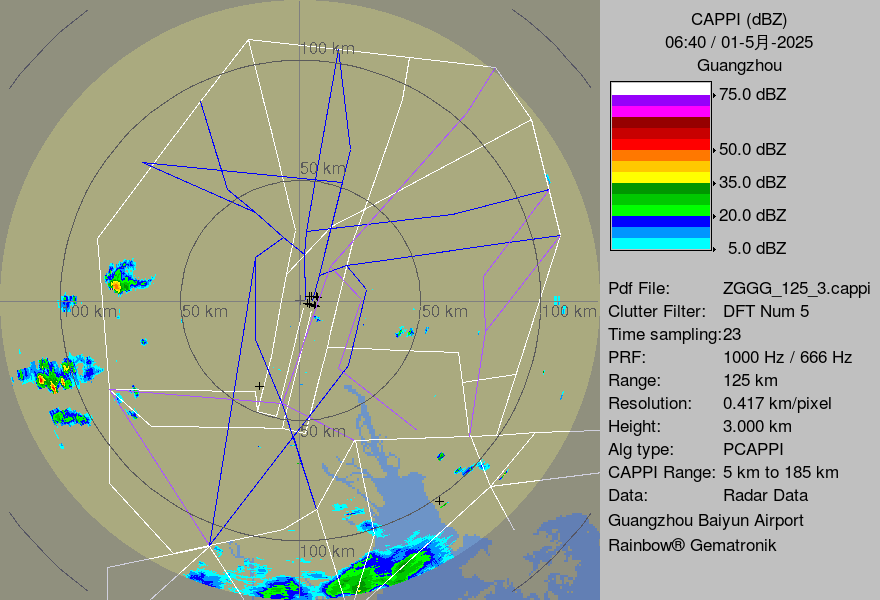 CAPPI (dBZ)
06:40 / 01-5月-2025
Guangzhou
75.0 dBZ
50.0 dBZ
35.0 dBZ
20.0 dBZ
5.0 dBZ
Pdf File: ZGGG_125_3.cappi
Clutter Filter: DFT Num 5
Time sampling:23
PRF: 1000 Hz / 666 Hz
Range: 125 km
Resolution: 0.417 km/pixel
Height: 3.000 km
Alg type: PCAPPI
CAPPI Range: 5 km to 185 km
Data: Radar Data
Guangzhou Baiyun Airport
Rainbow® Gematronik
100 km
50 km
100 km
50 km
50 km
100 km
50 km
100 km